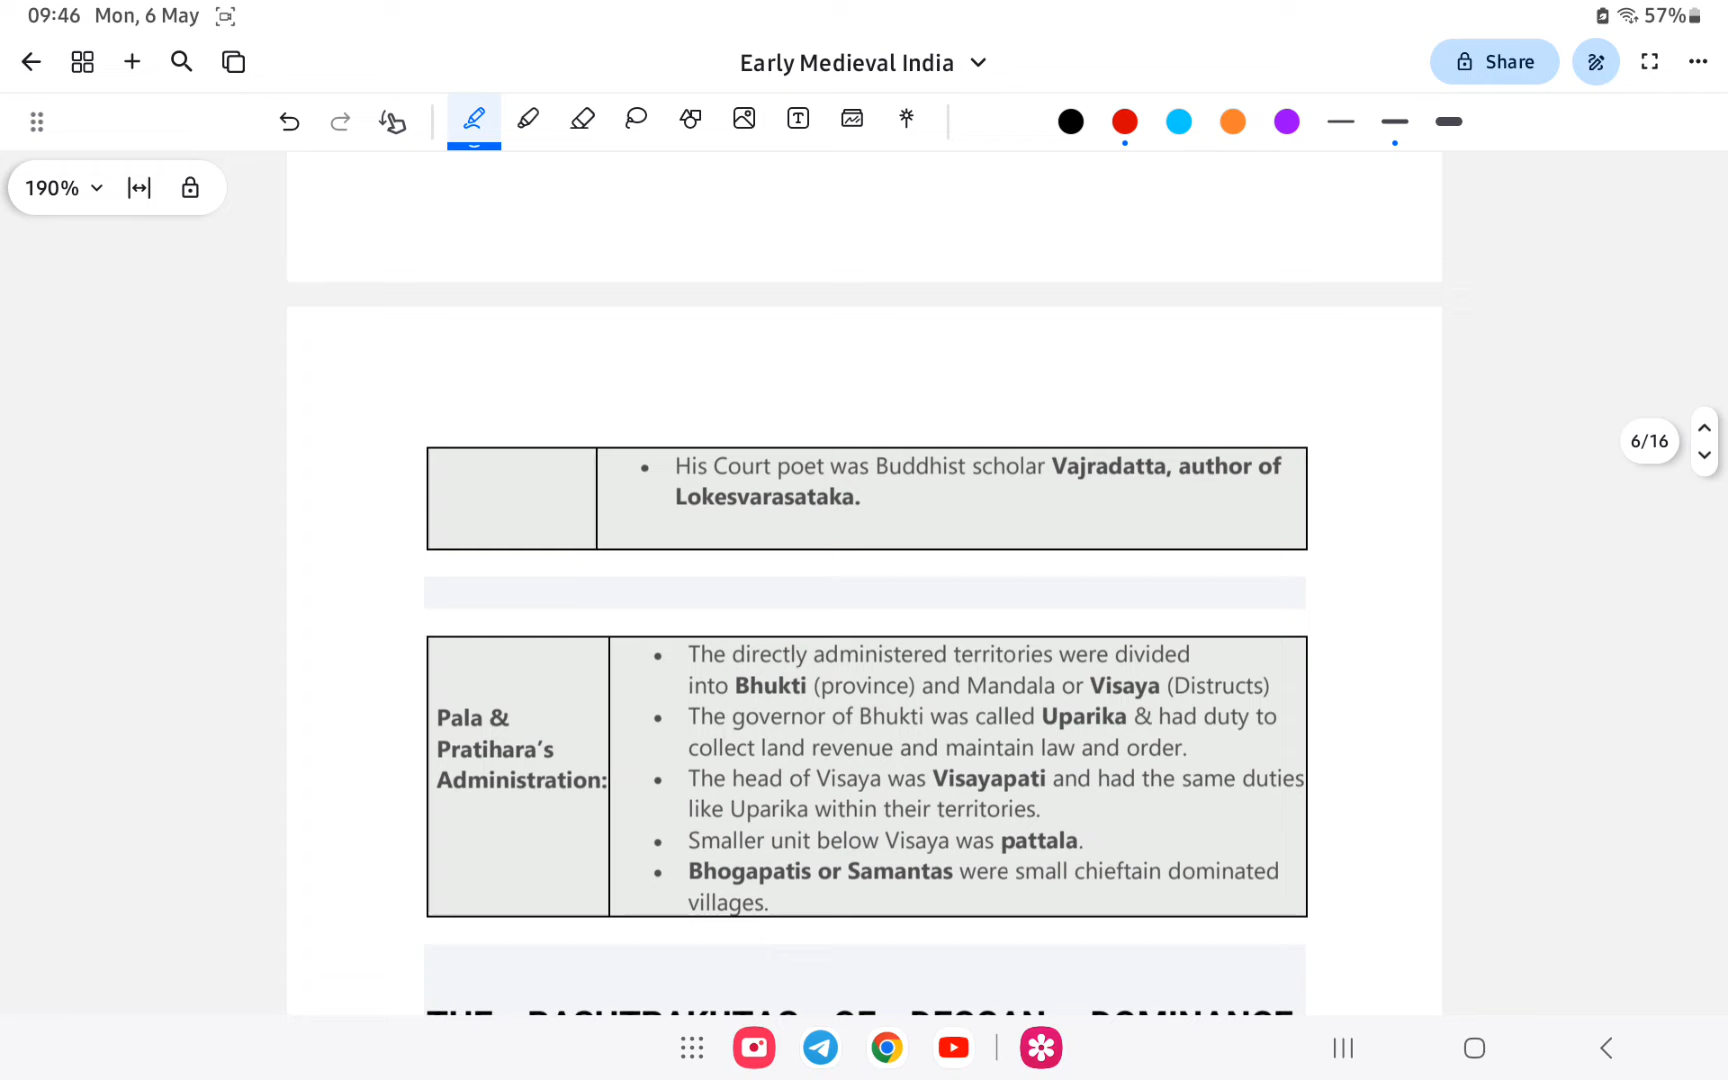 09:46 Mon, 6 May
57%
Early Medieval India
Share
190%
6/16
• His Court poet was Buddhist scholar Vajradatta, author of
Lokesvarasataka.
Pala &
Pratihara’s
Administration:
• The directly administered territories were divided
into Bhukti (province) and Mandala or Visaya (Distructs)
• The governor of Bhukti was called Uparika & had duty to
collect land revenue and maintain law and order.
• The head of Visaya was Visayapati and had the same duties
like Uparika within their territories.
• Smaller unit below Visaya was pattala.
• Bhogapatis or Samantas were small chieftain dominated
villages.